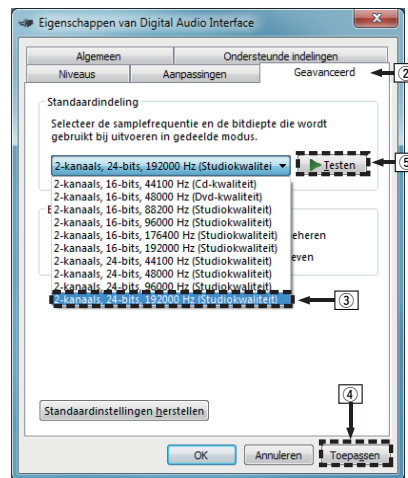 Eigenschappen van Digital Audio Interface
Algemeen
Ondersteunde indelingen
Niveaus
Aanpassingen
Geavanceerd
②
Standaardindeling
Selecteer de samplefrequentie en de bitdiepte die wordt
gebruikt bij uitvoeren in gedeelde modus.
2-kanaals, 24-bits, 192000 Hz (Studiokwalitei
Testen
⑤
2-kanaals, 16-bits, 44100 Hz (Cd-kwaliteit)
2-kanaals, 16-bits, 48000 Hz (Dvd-kwaliteit)
2-kanaals, 16-bits, 88200 Hz (Studiokwaliteit)
2-kanaals, 16-bits, 96000 Hz (Studiokwaliteit)
2-kanaals, 16-bits, 176400 Hz (Studiokwaliteit)
2-kanaals, 16-bits, 192000 Hz (Studiokwaliteit)
2-kanaals, 24-bits, 44100 Hz (Studiokwaliteit)
2-kanaals, 24-bits, 48000 Hz (Studiokwaliteit)
2-kanaals, 24-bits, 96000 Hz (Studiokwaliteit)
2-kanaals, 24-bits, 192000 Hz (Studiokwaliteit)
E
eheren
even
③
④
Standaardinstellingen herstellen
OK
Annuleren
Toepassen